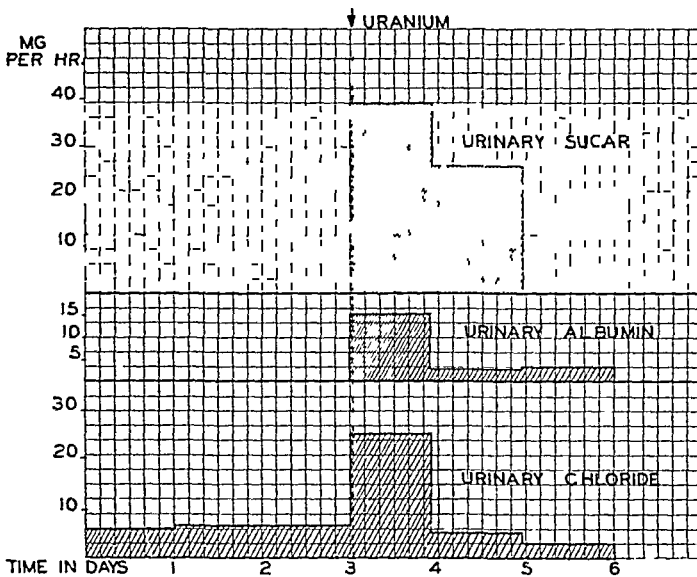 URANIUM
MG
PER HR.
40
30
20
10
URINARY SUCAR
15
10
5
URINARY ALBUMIN
30
20
10
URINARY CHLORIDE
TIME IN DAYS 1 2 3 4 5 6